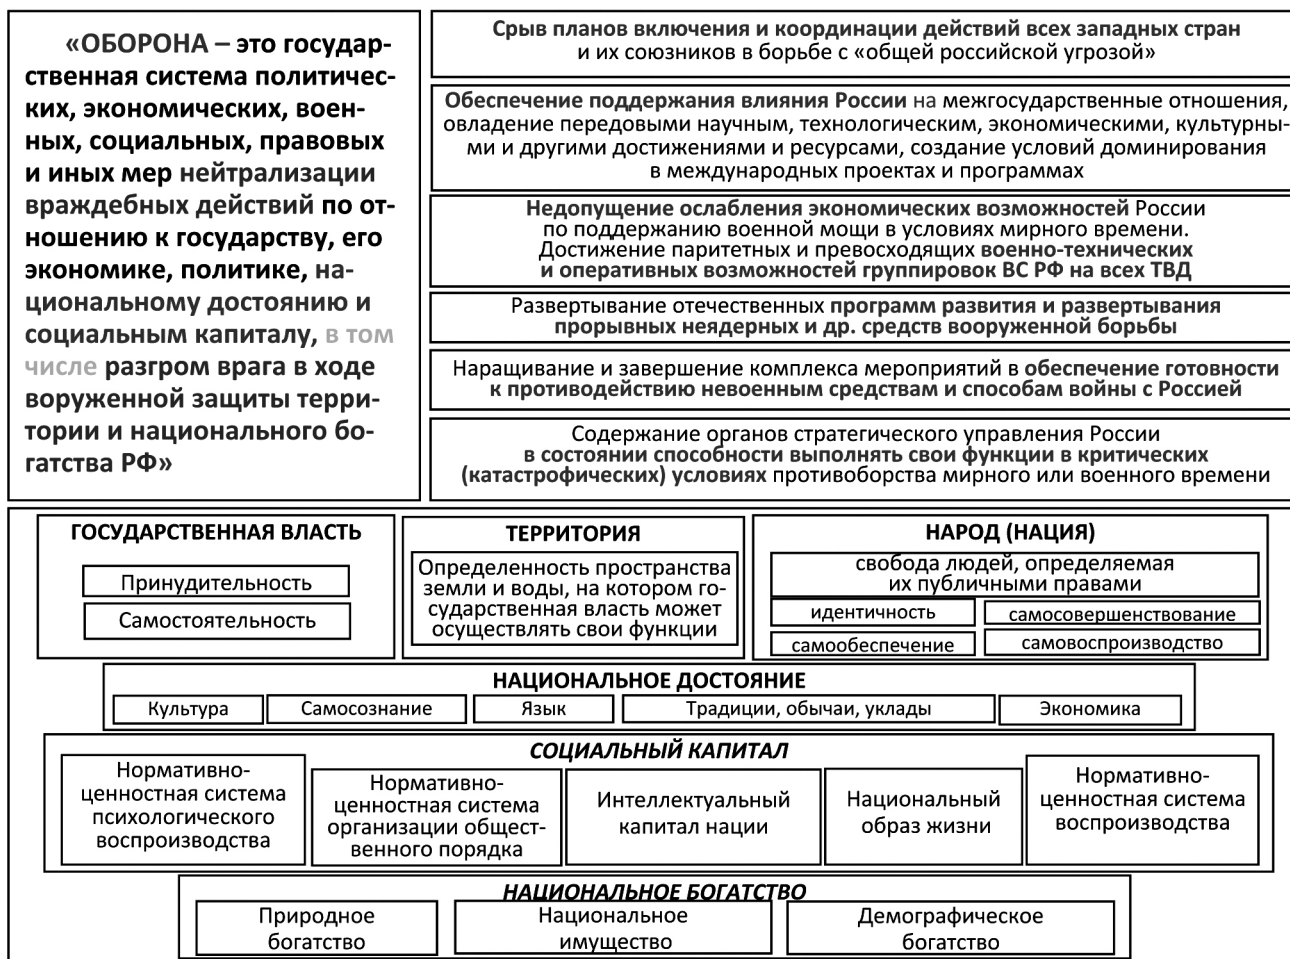 «ОБОРОНА – это государ-
ственная система политичес-
ких, экономических, воен-
ных, социальных, правовых
и иных мер нейтрализации
враждебных действий по от-
ношению к государству, его
экономике, политике, на-
циональному достоянию и
социальным капиталу, в том
числе разгром врага в ходе
воруженной защиты терри-
тории и национального бо-
гатства РФ»
Срыв планов включения и координации действий всех западных стран
и их союзников в борьбе с «общей российской угрозой»
Обеспечение поддержания влияния России на межгосударственные отношения,
овладение передовыми научным, технологическим, экономическими, культурны-
ми и другими достижениями и ресурсами, создание условий доминирования
в международных проектах и программах
Недопущение ослабления экономических возможностей России
по поддержанию военной мощи в условиях мирного времени.
Достижение паритетных и превосходящих военно-технических
и оперативных возможностей группировок ВС РФ на всех ТВД
Развертывание отечественных программ развития и развертывания
прорывных неядерных и др. средств вооруженной борьбы
Наращивание и завершение комплекса мероприятий в обеспечение готовности
к противодействию невоенным средствам и способам войны с Россией
Содержание органов стратегического управления России
в состоянии способности выполнять свои функции в критических
(катастрофических) условиях противоборства мирного или военного времени
ГОСУДАРСТВЕННАЯ ВЛАСТЬ
Принудительность
Самостоятельность
ТЕРРИТОРИЯ
Определенность пространства
земли и воды, на котором го-
сударственная власть может
осуществлять свои функции
НАРОД (НАЦИЯ)
свобода людей, определяемая
их публичными правами
идентичность
самосовершенствование
самообеспечение
самовоспроизводство
НАЦИОНАЛЬНОЕ ДОСТОЯНИЕ
Культура
Самосознание
Язык
Традиции, обычаи, уклады
Экономика
СОЦИАЛЬНЫЙ КАПИТАЛ
Нормативно-
ценностная система
психологического
воспроизводства
Нормативно-
ценностная система
организации общест-
венного порядка
Интеллектуальный
капитал нации
Национальный
образ жизни
Нормативно-
ценностная система
воспроизводства
НАЦИОНАЛЬНОЕ БОГАТСТВО
Природное
богатство
Национальное
имущество
Демографическое
богатство